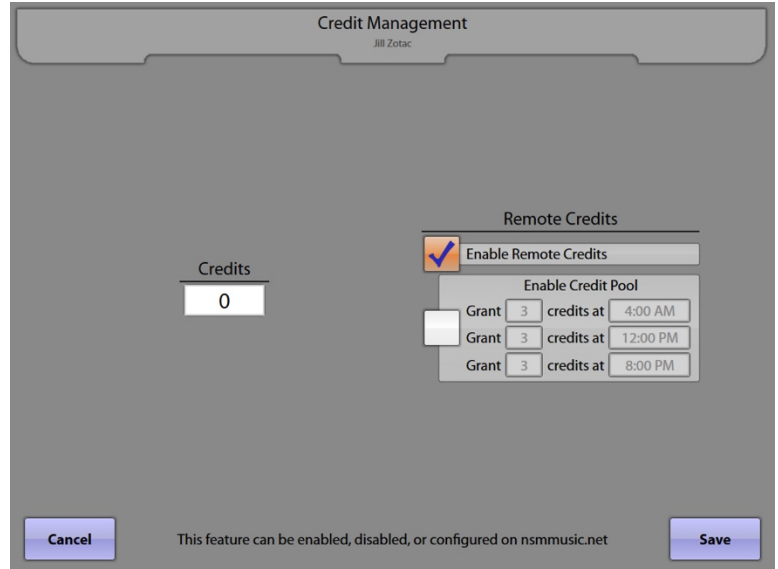 Credit Management
Jill Zotac
Remote Credits
Enable Remote Credits
Credits
0
Enable Credit Pool
Grant 3 credits at 4:00 AM
Grant 3 credits at 12:00 PM
Grant 3 credits at 8:00 PM
Cancel
This feature can be enabled, disabled, or configured on nsmmusic.net
Save